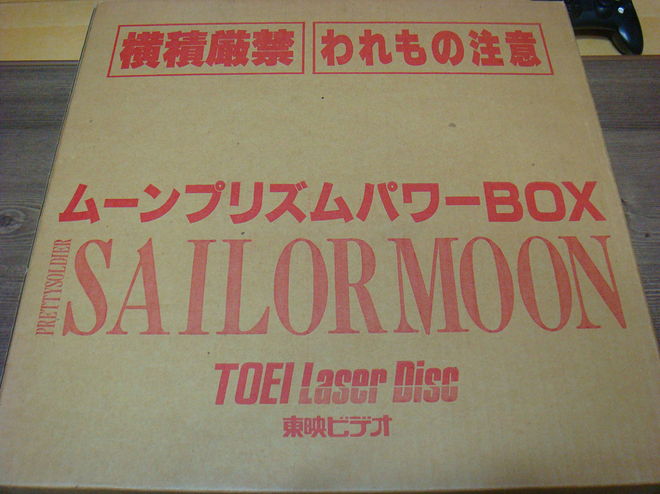 横積厳禁 われもの注意
ムーンプリズムパワーBOX
PRETTYSOLDIER
SAILORMOON
TOEI Laser Disc
東映ビデオ